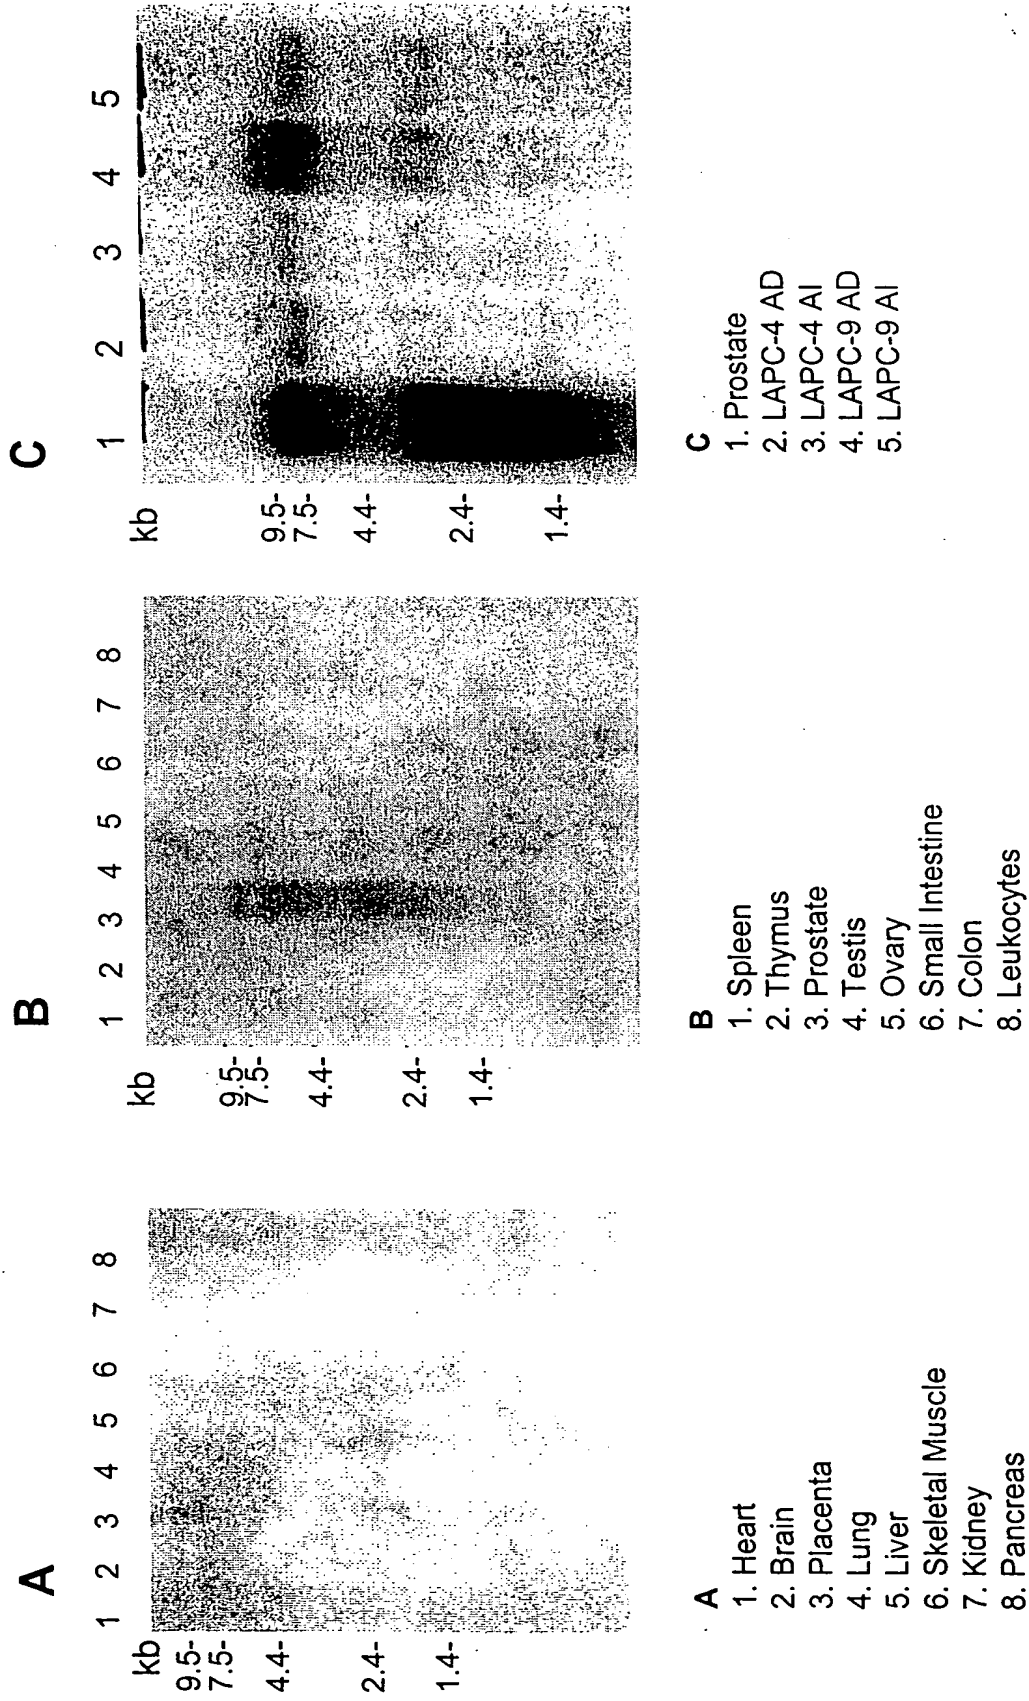 A
1 2 3 4 5 6 7 8
kb
9.5-
7.5-
4.4-
2.4-
1.4-
A
1. Heart
2. Brain
3. Placenta
4. Lung
5. Liver
6. Skeletal Muscle
7. Kidney
8. Pancreas
B
1 2 3 4 5 6 7 8
kb
9.5-
7.5-
4.4-
2.4-
1.4-
B
1. Spleen
2. Thymus
3. Prostate
4. Testis
5. Ovary
6. Small Intestine
7. Colon
8. Leukocytes
C
1 2 3 4 5
kb
9.5-
7.5-
4.4-
2.4-
1.4-
C
1. Prostate
2. LAPC-4 AD
3. LAPC-4 AI
4. LAPC-9 AD
5. LAPC-9 AI